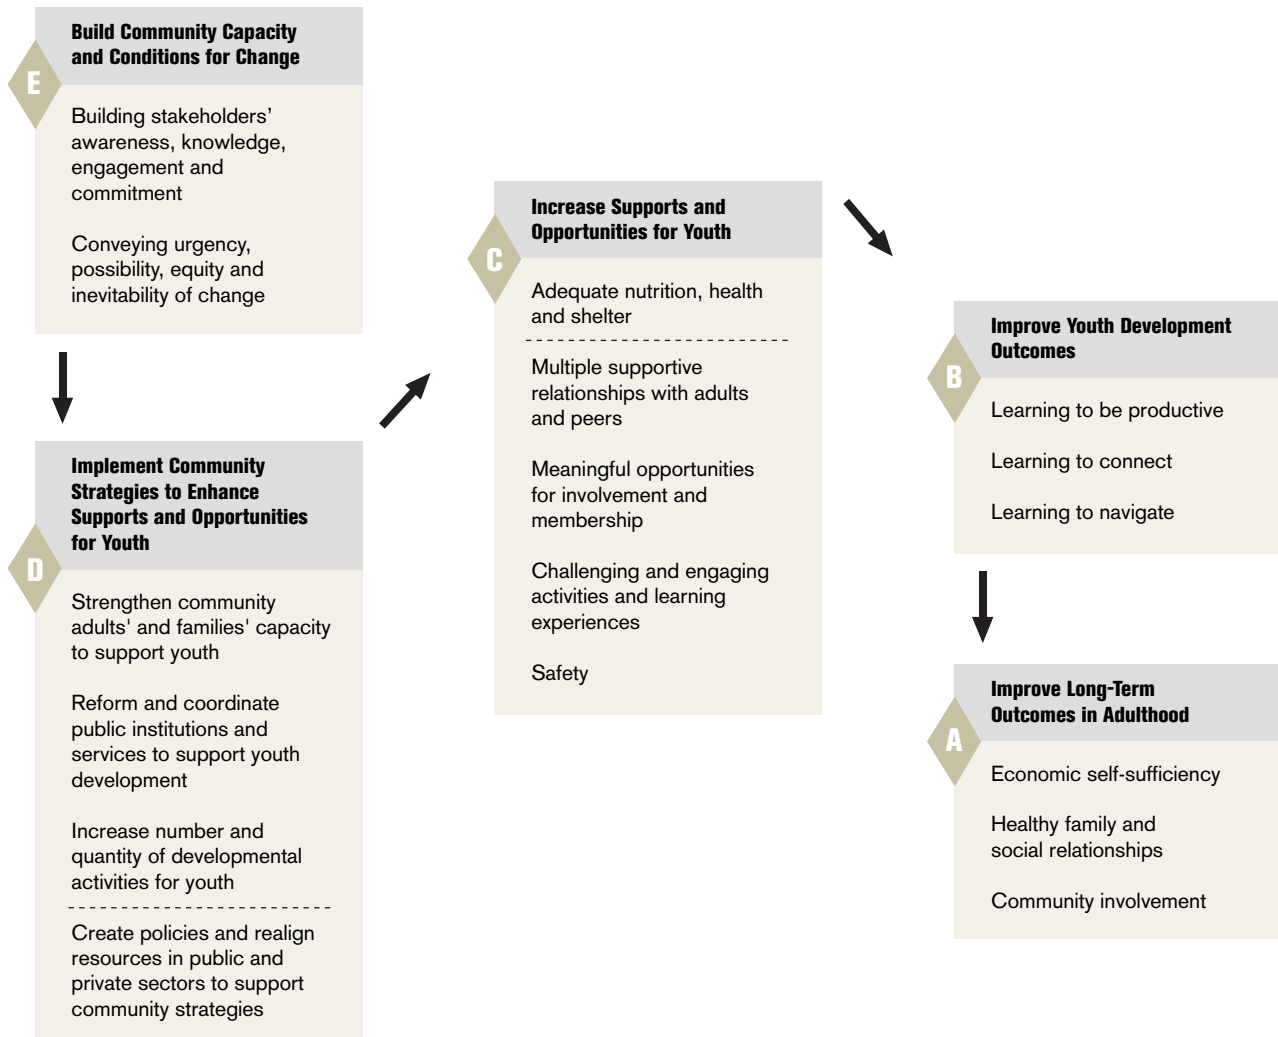 Build Community Capacity
and Conditions for Change
E
Building stakeholders’
awareness, knowledge,
engagement and
commitment
Conveying urgency,
possibility, equity and
inevitability of change
Implement Community
Strategies to Enhance
Supports and Opportunities
for Youth
D
Strengthen community
adults' and families' capacity
to support youth
Reform and coordinate
public institutions and
services to support youth
development
Increase number and
quantity of developmental
activities for youth
Create policies and realign
resources in public and
private sectors to support
community strategies
Increase Supports and
Opportunities for Youth
C
Adequate nutrition, health
and shelter
Multiple supportive
relationships with adults
and peers
Meaningful opportunities
for involvement and
membership
Challenging and engaging
activities and learning
experiences
Safety
Improve Youth Development
Outcomes
B
Learning to be productive
Learning to connect
Learning to navigate
Improve Long-Term
Outcomes in Adulthood
A
Economic self-sufficiency
Healthy family and
social relationships
Community involvement